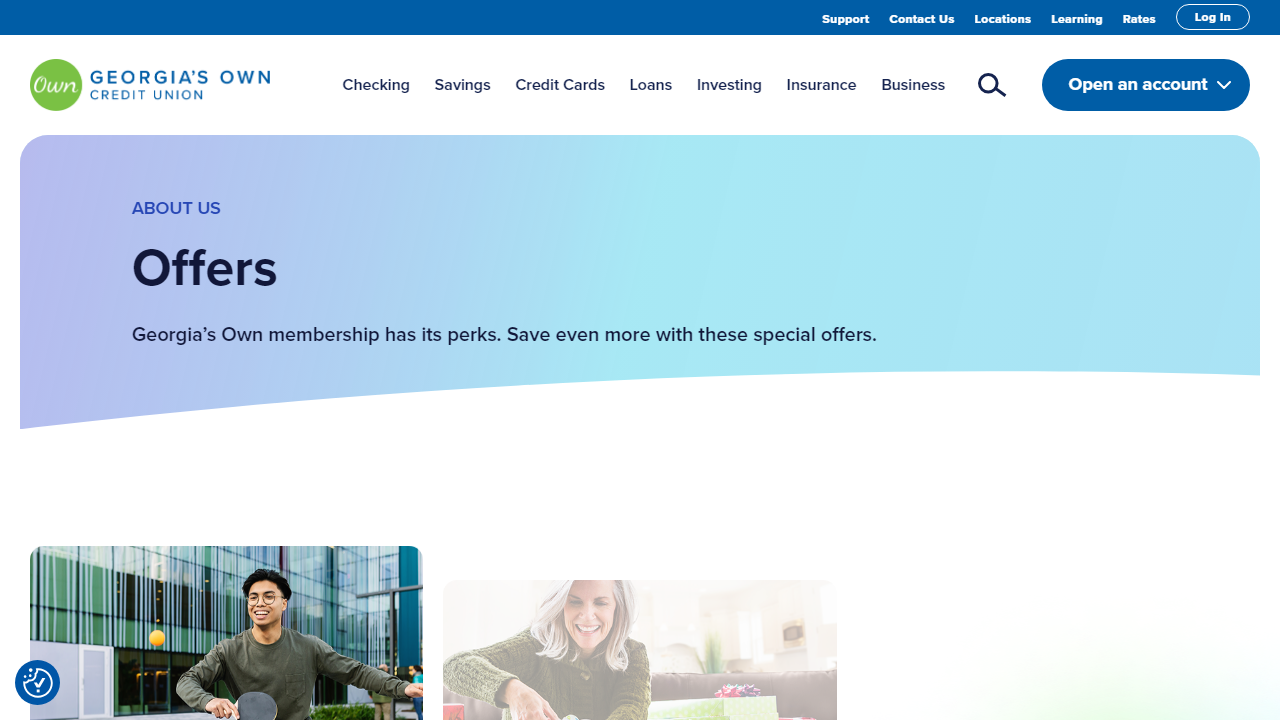 Support Contact Us Locations Learning Rates Log In
Own GEORGIA'S OWN
CREDIT UNION
Checking Savings Credit Cards Loans Investing Insurance Business Open an account
ABOUT US
Offers
Georgia’s Own membership has its perks. Save even more with these special offers.